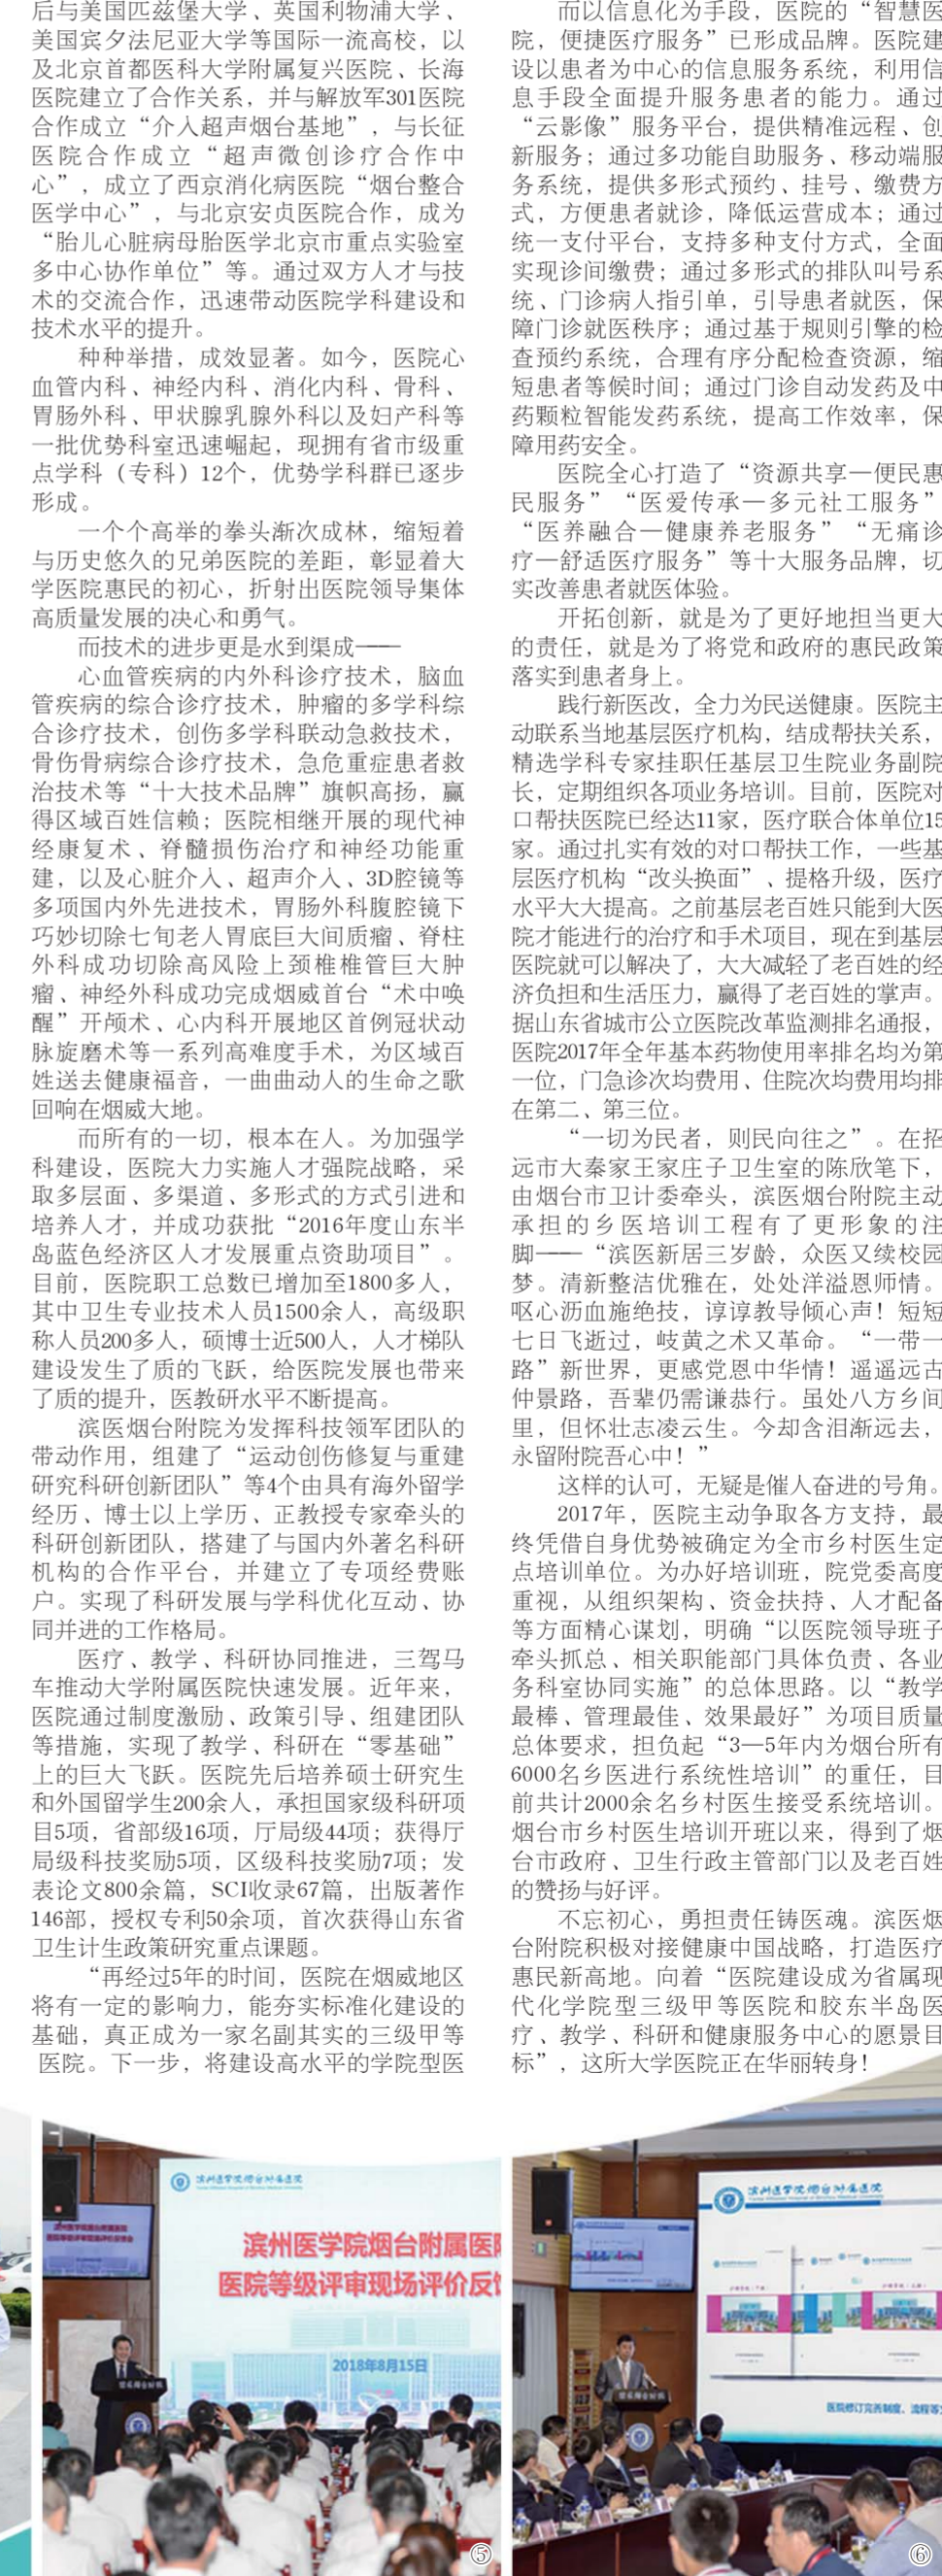 后与美国匹兹堡大学、英国利物浦大学、
美国宾夕法尼亚大学等国际一流高校，以
及北京首都医科大学附属复兴医院、长海
医院建立了合作关系，并与解放军301医院
合作成立“介入超声烟台基地”，与长征
医院合作成立“超声微创诊疗合作中
心”，成立了西京消化病医院“烟台整合
医学中心”，与北京安贞医院合作，成为
“胎儿心脏病母胎医学北京市重点实验室
多中心协作单位”等。通过双方人才与技
术的交流合作，迅速带动医院学科建设和
技术水平的提升。
种种举措，成效显著。如今，医院心
血管内科、神经内科、消化内科、骨科、
胃肠外科、甲状腺乳腺外科以及妇产科等
一批优势科室迅速崛起，现拥有省市级重
点学科（专科）12个，优势学科群已逐步
形成。
一个个高举的拳头渐次成林，缩短着
与历史悠久的兄弟医院的差距，彰显着大
学医院惠民的初心，折射出医院领导集体
高质量发展的决心和勇气。
而技术的进步更是水到渠成——
心血管疾病的内外科诊疗技术，脑血
管疾病的综合诊疗技术，肿瘤的多学科综
合诊疗技术，创伤多学科联动急救技术，
骨伤骨病综合诊疗技术，急危重症患者救
治技术等“十大技术品牌”旗帜高扬，赢
得区域百姓信赖；医院相继开展的现代神
经康复术、脊髓损伤治疗和神经功能重
建，以及心脏介入、超声介入、3D腔镜等
多项国内外先进技术，胃肠外科腹腔镜下
巧妙切除七旬老人胃底巨大间质瘤、脊柱
外科成功切除高风险上颈椎椎管巨大肿
瘤、神经外科成功完成烟威首台“术中唤
醒”开颅术、心内科开展地区首例冠状动
脉旋磨术等一系列高难度手术，为区域百
姓送去健康福音，一曲曲动人的生命之歌
回响在烟威大地。
而所有的一切，根本在人。为加强学
科建设，医院大力实施人才强院战略，采
取多层面、多渠道、多形式的方式引进和
培养人才，并成功获批“2016年度山东半
岛蓝色经济区人才发展重点资助项目”。
目前，医院职工总数已增加至1800多人，
其中卫生专业技术人员1500余人，高级职
称人员200多人，硕博士近500人，人才梯队
建设发生了质的飞跃，给医院发展也带来
了质的提升，医教研水平不断提高。
滨医烟台附院为发挥科技领军团队的
带动作用，组建了“运动创伤修复与重建
研究科研创新团队”等4个由具有海外留学
经历、博士以上学历、正教授专家牵头的
科研创新团队，搭建了与国内外著名科研
机构的合作平台，并建立了专项经费账
户。实现了科研发展与学科优化互动、协
同并进的工作格局。
医疗、教学、科研协同推进，三驾马
车推动大学附属医院快速发展。近年来，
医院通过制度激励、政策引导、组建团队
等措施，实现了教学、科研在“零基础”
上的巨大飞跃。医院先后培养硕士研究生
和外国留学生200余人，承担国家级科研项
目5项，省部级16项，厅局级44项；获得厅
局级科技奖励5项，区级科技奖励7项；发
表论文800余篇，SCI收录67篇，出版著作
146部，授权专利50余项，首次获得山东省
卫生计生政策研究重点课题。
“再经过5年的时间，医院在烟威地区
将有一定的影响力，能夯实标准化建设的
基础，真正成为一家名副其实的三级甲等
医院。下一步，将建设高水平的学院型医
而以信息化为手段，医院的“智慧医
院，便捷医疗服务”已形成品牌。医院建
设以患者为中心的信息服务系统，利用信
息手段全面提升服务患者的能力。通过
“云影像”服务平台，提供精准远程、创
新服务；通过多功能自助服务、移动端服
务系统，提供多形式预约、挂号、缴费方
式，方便患者就诊，降低运营成本；通过
统一支付平台，支持多种支付方式，全面
实现诊间缴费；通过多形式的排队叫号系
统、门诊病人指引单，引导患者就医，保
障门诊就医秩序；通过基于规则引擎的检
查预约系统，合理有序分配检查资源，缩
短患者等候时间；通过门诊自动发药及中
药颗粒智能发药系统，提高工作效率，保
障用药安全。
医院全心打造了“资源共享—便民惠
民服务”“医爱传承—多元社工服务”
“医养融合—健康养老服务”“无痛诊
疗—舒适医疗服务”等十大服务品牌，切
实改善患者就医体验。
开拓创新，就是为了更好地担当更大
的责任，就是为了将党和政府的惠民政策
落实到患者身上。
践行新医改，全力为民送健康。医院主
动联系当地基层医疗机构，结成帮扶关系，
精选学科专家挂职任基层卫生院业务副院
长，定期组织各项业务培训。目前，医院对
口帮扶医院已经达11家，医疗联合体单位15
家。通过扎实有效的对口帮扶工作，一些基
层医疗机构“改头换面”、提格升级，医疗
水平大大提高。之前基层老百姓只能到大医
院才能进行的治疗和手术项目，现在到基层
医院就可以解决了，大大减轻了老百姓的经
济负担和生活压力，赢得了老百姓的掌声。
据山东省城市公立医院改革监测排名通报，
医院2017年全年基本药物使用率排名均为第
一位，门急诊次均费用、住院次均费用均排
在第二、第三位。
“一切为民者，则民向往之”。在招
远市大秦家王家庄子卫生室的陈欣笔下，
由烟台市卫计委牵头，滨医烟台附院主动
承担的乡医培训工程有了更形象的注
脚——“滨医新居三岁龄，众医又续校园
梦。清新整洁优雅在，处处洋溢恩师情。
呕心沥血施绝技，谆谆教导倾心声！短短
七日飞逝过，岐黄之术又革命。“一带一
路”新世界，更感党恩中华情！遥遥远古
仲景路，吾辈仍需谦恭行。虽处八方乡间
里，但怀壮志凌云生。今却含泪渐远去，
永留附院吾心中！”
这样的认可，无疑是催人奋进的号角。
2017年，医院主动争取各方支持，最
终凭借自身优势被确定为全市乡村医生定
点培训单位。为办好培训班，院党委高度
重视，从组织架构、资金扶持、人才配备
等方面精心谋划，明确“以医院领导班子
牵头抓总、相关职能部门具体负责、各业
务科室协同实施”的总体思路。以“教学
最棒、管理最佳、效果最好”为项目质量
总体要求，担负起“3—5年内为烟台所有
6000名乡医进行系统性培训”的重任，目
前共计2000余名乡村医生接受系统培训。
烟台市乡村医生培训开班以来，得到了烟
台市政府、卫生行政主管部门以及老百姓
的赞扬与好评。
不忘初心，勇担责任铸医魂。滨医烟
台附院积极对接健康中国战略，打造医疗
惠民新高地。向着“医院建设成为省属现
代化学院型三级甲等医院和胶东半岛医
疗、教学、科研和健康服务中心的愿景目
标”，这所大学医院正在华丽转身！
滨州医学院烟台附属医院
滨州医学院烟台附属医
医院等级评审现场评价反馈
2018年8月15日
⑤
滨州医学院烟台附属医院
医院修订完善制度、流程等
⑥